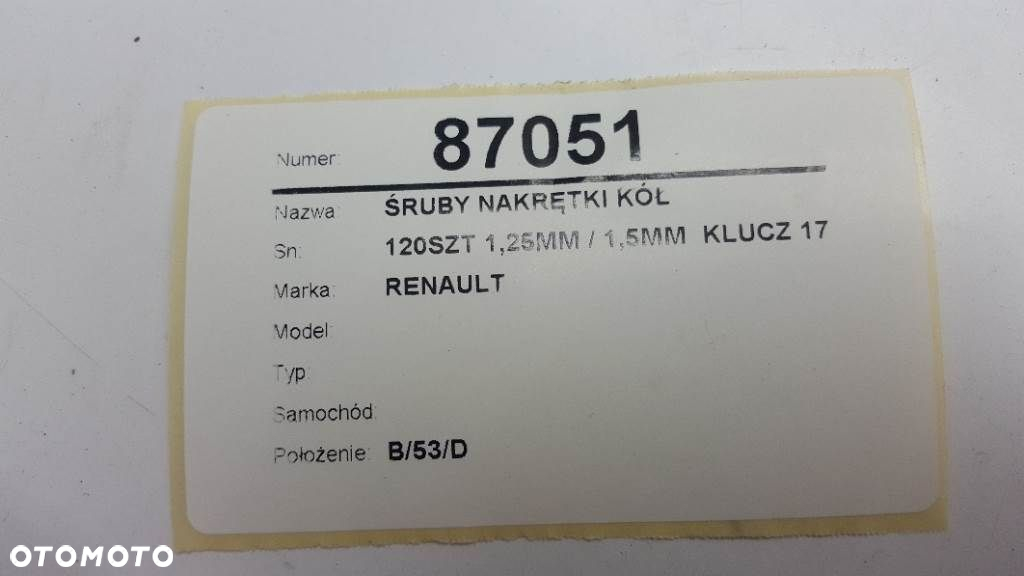 Numer: 87051
Nazwa: ŚRUBY NAKRĘTKI KÓŁ
Sn: 120SZT 1,25MM / 1,5MM KLUCZ 17
Marka: RENAULT
Model:
Typ:
Samochód:
Położenie: B/53/D
OTOMOTO